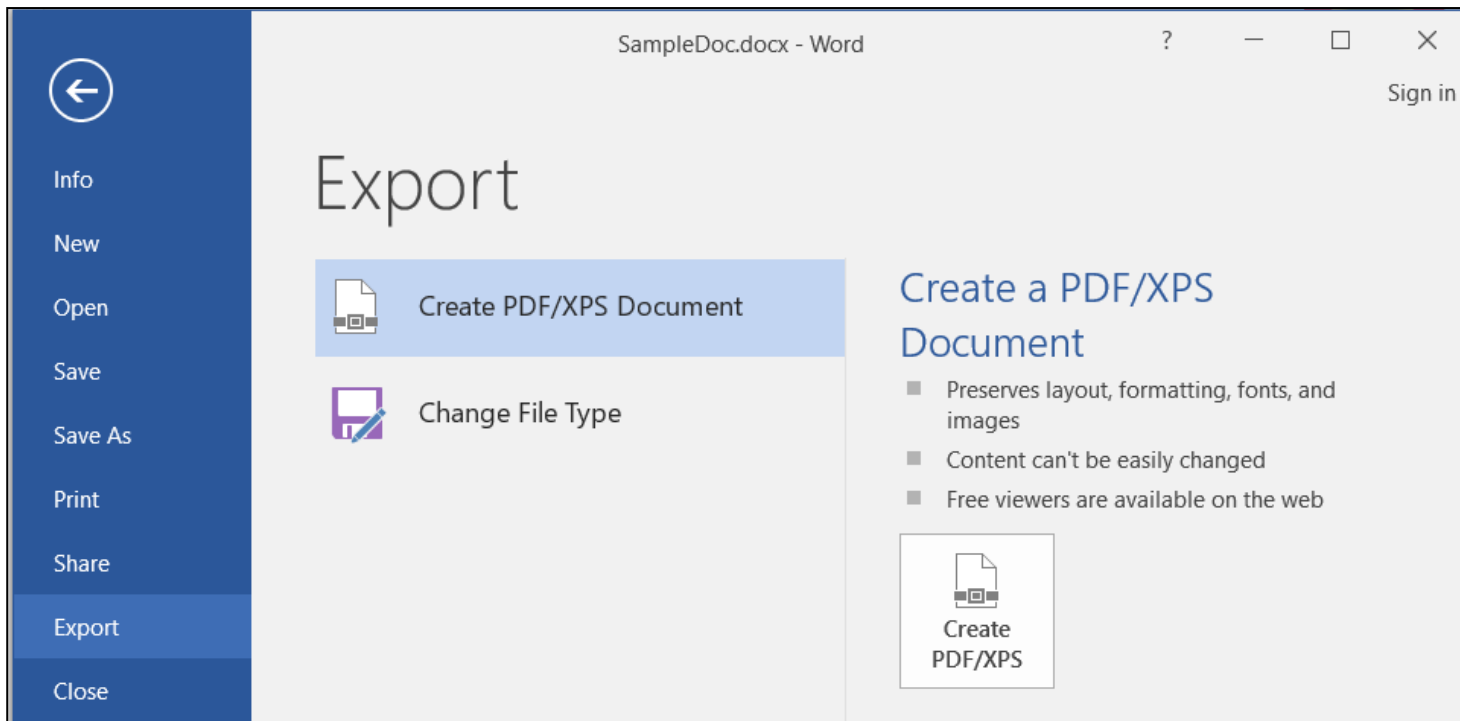 SampleDoc.docx - Word
?
Sign in
Info
New
Open
Save
Save As
Print
Share
Export
Close
Export
Create PDF/XPS Document
Change File Type
Create a PDF/XPS
Document
Preserves layout, formatting, fonts, and
images
Content can't be easily changed
Free viewers are available on the web
Create
PDF/XPS